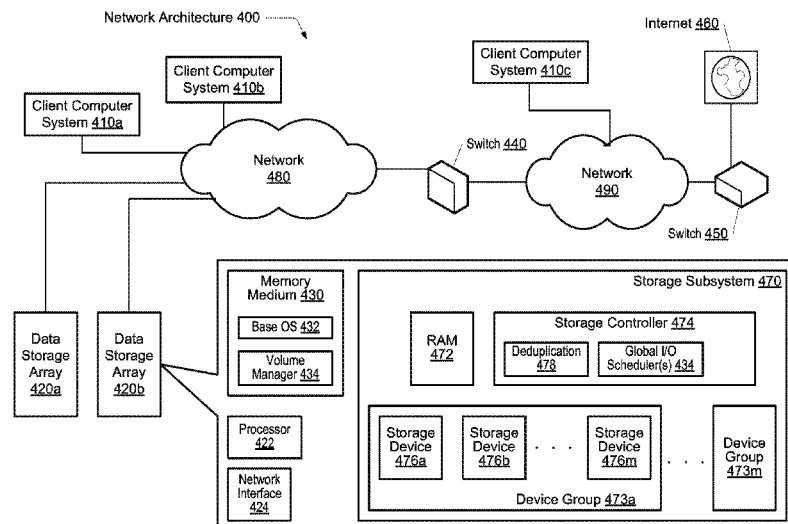 Network Architecture 400
Internet 460
Client Computer
System 410b
Client Computer
System 410c
Client Computer
System 410a
Switch 440
Network
480
Network
490
Switch 450
Memory
Medium 430
Base OS 432
Volume
Manager 434
Storage Subsystem 470
RAM
472
Storage Controller 474
Deduplication
478
Global I/O
Scheduler(s) 434
Data
Storage
Array
420a
Data
Storage
Array
420b
Processor
422
Network
Interface
424
Storage
Device
476a
Storage
Device
476b
. . . .
Storage
Device
476m
Device Group 473a
. . .
Device
Group
473m